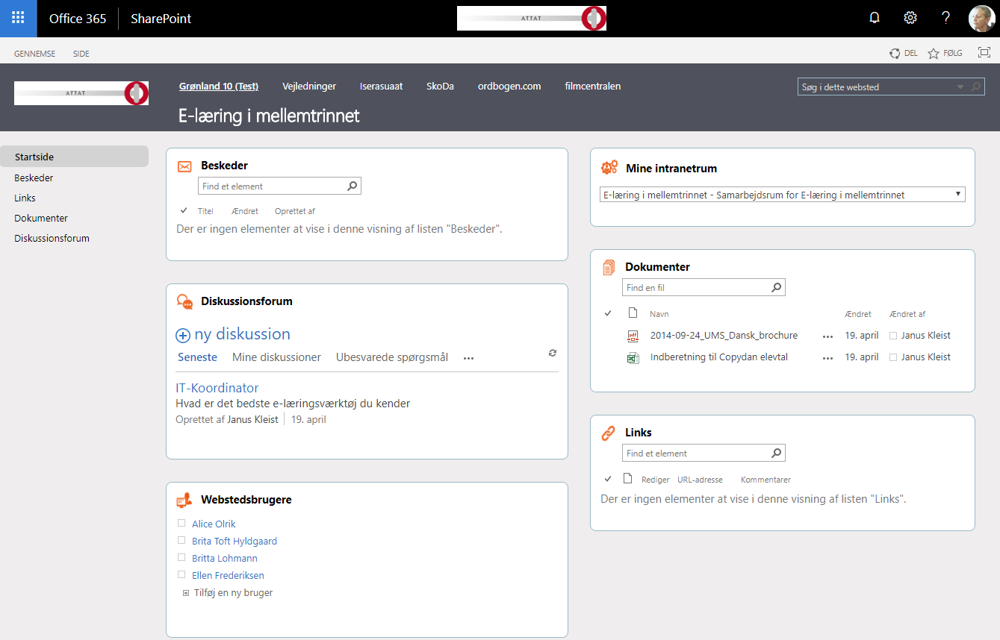 Office 365 SharePoint ATTAT
GENNEMSE SIDE DEL FØLG
ATTAT Grønland 10 (Test) Vejledninger Iserasuaat SkoDa ordbogen.com filmcentralen Søg i dette websted
E-læring i mellemtrinnet
Startside
Beskeder
Links
Dokumenter
Diskussionsforum
Beskeder
Find et element
Titel Ændret Oprettet af
Der er ingen elementer at vise i denne visning af listen "Beskeder".
Diskussionsforum
ny diskussion
Seneste Mine diskussioner Ubesvarede spørgsmål ...
IT-Koordinator
Hvad er det bedste e-læringsværktøj du kender
Oprettet af Janus Kleist 19. april
Webstedsbrugere
Alice Olrik
Brita Toft Hyldgaard
Britta Lohmann
Ellen Frederiksen
Tilføj en ny bruger
Mine intranetrum
E-læring i mellemtrinnet - Samarbejdsrum for E-læring i mellemtrinnet
Dokumenter
Find en fil
Navn Ændret Ændret af
2014-09-24_UMS_Dansk_brochure ... 19. april Janus Kleist
Indberetning til Copydan elevtal ... 19. april Janus Kleist
Links
Find et element
Rediger URL-adresse Kommentarer
Der er ingen elementer at vise i denne visning af listen "Links".